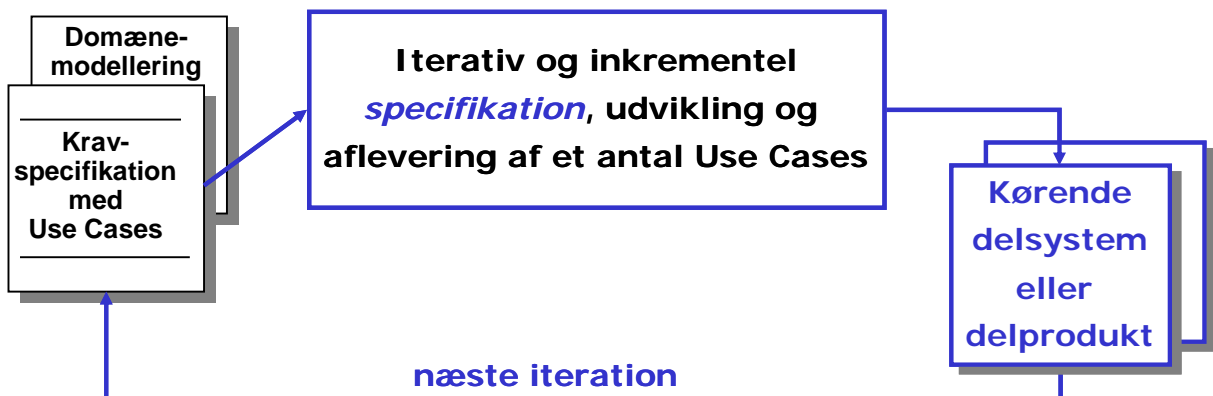 Domæne-
modellering
Krav-
specifikation
med
Use Cases
Iterativ og inkrementel
specifikation, udvikling og
aflevering af et antal Use Cases
Kørende
delsystem
eller
delprodukt
næste iteration